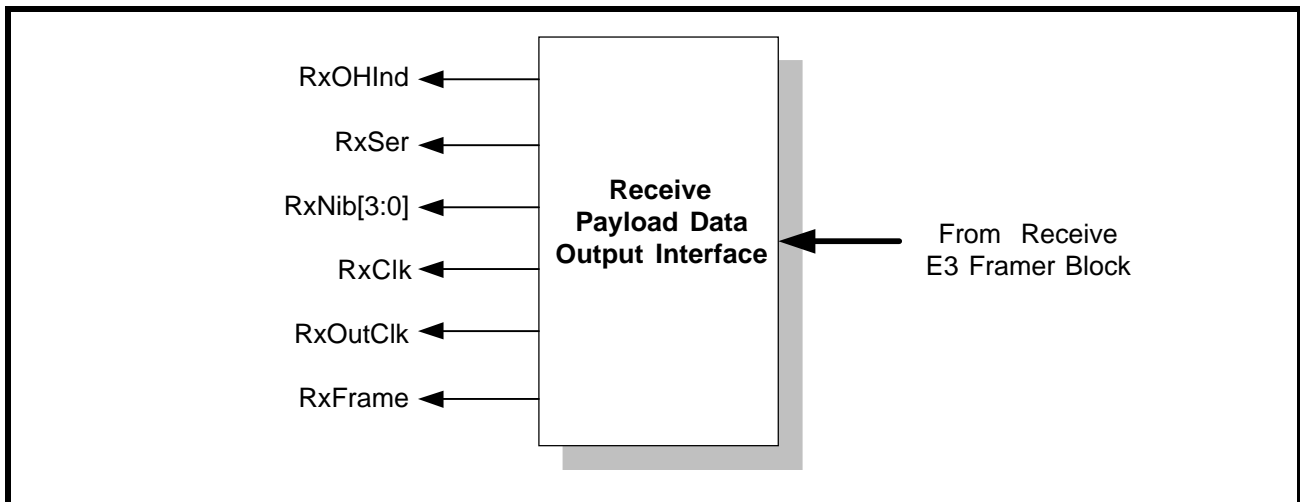 RxOHInd
RxSer
RxNib[3:0]
RxClk
RxOutClk
RxFrame
Receive
Payload Data
Output Interface
From Receive
E3 Framer Block